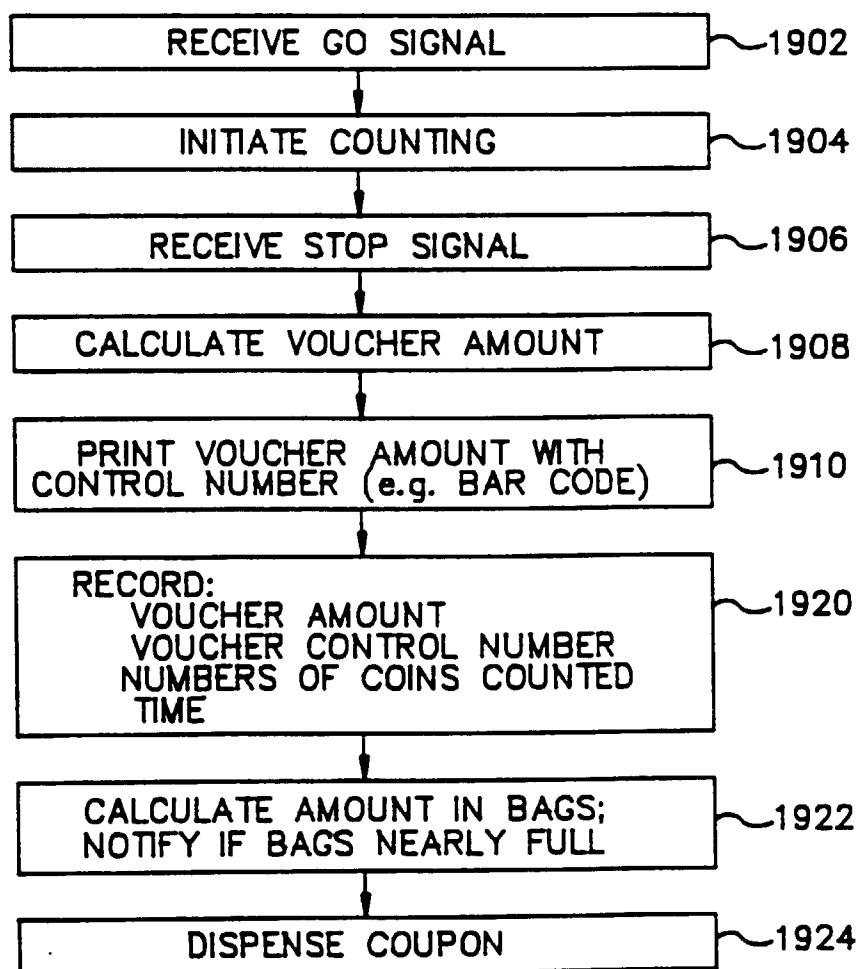 RECEIVE GO SIGNAL 1902
INITIATE COUNTING 1904
RECEIVE STOP SIGNAL 1906
CALCULATE VOUCHER AMOUNT 1908
PRINT VOUCHER AMOUNT WITH
CONTROL NUMBER (e.g. BAR CODE) 1910
RECORD:
VOUCHER AMOUNT
VOUCHER CONTROL NUMBER
NUMBERS OF COINS COUNTED
TIME
1920
CALCULATE AMOUNT IN BAGS;
NOTIFY IF BAGS NEARLY FULL 1922
DISPENSE COUPON 1924